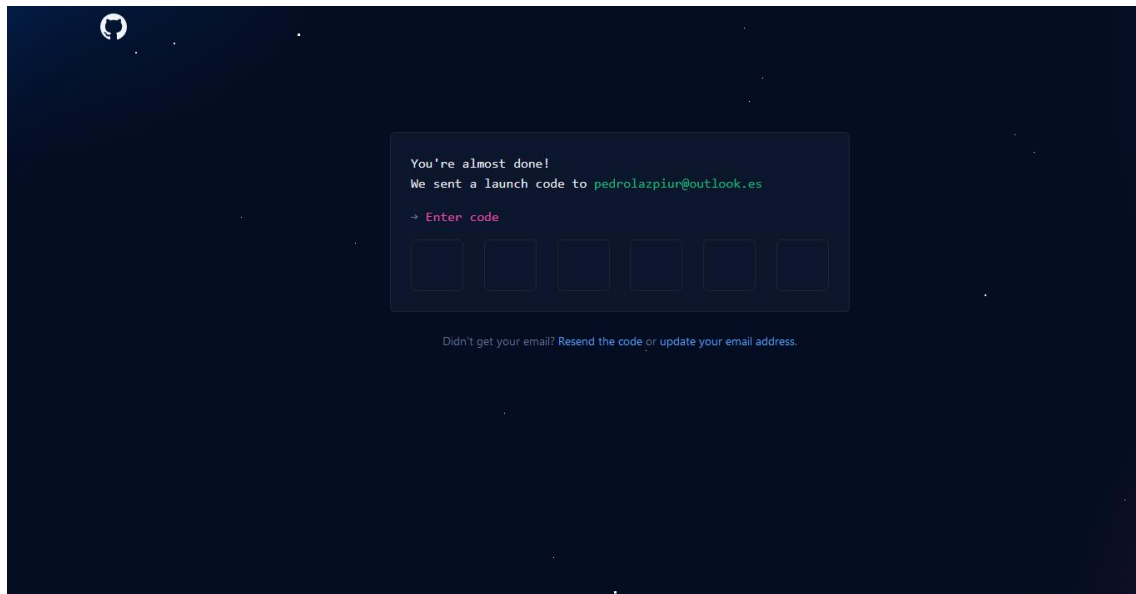 You're almost done!
We sent a launch code to pedrolazpiur@outlook.es
→ Enter code
Didn't get your email? Resend the code or update your email address.